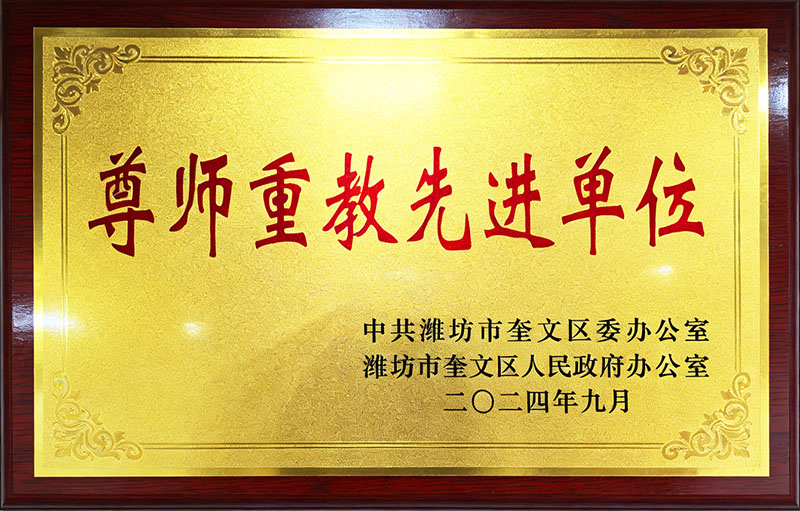 尊师重教先进单位
中共潍坊市奎文区委办公室
潍坊市奎文区人民政府办公室
二〇二四年九月